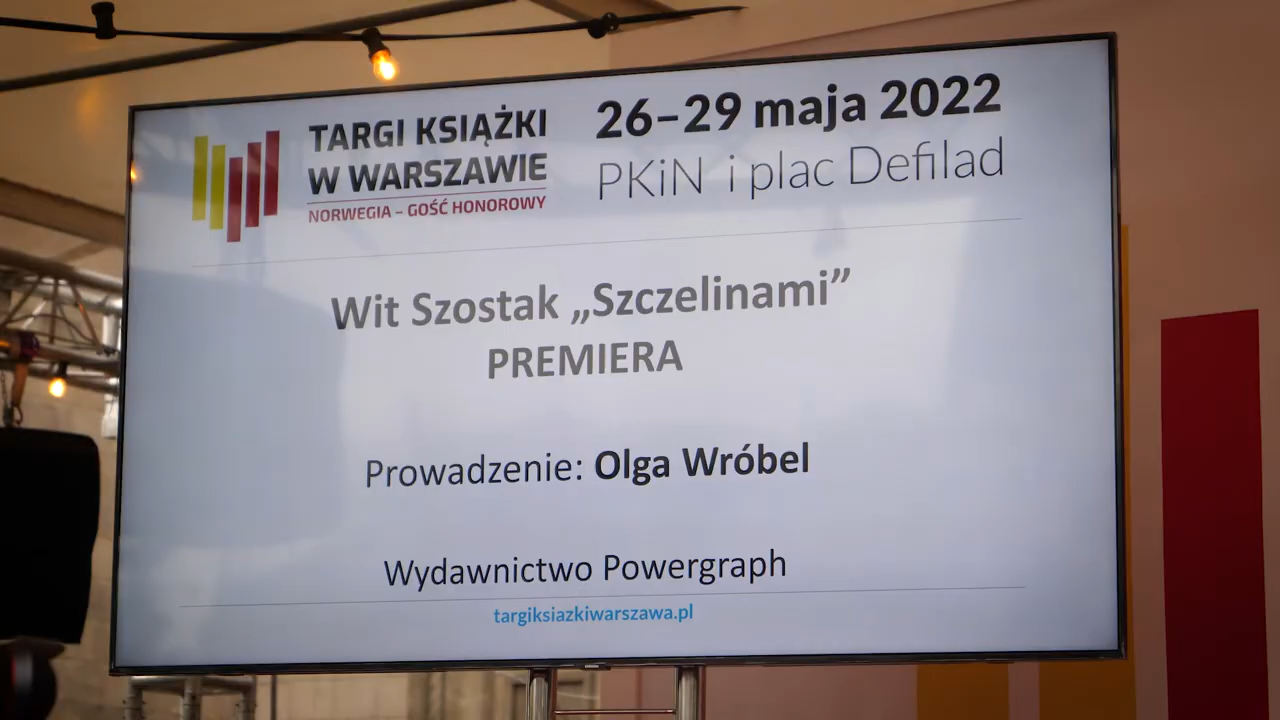 TARGI KSIĄŻKI
W WARSZAWIE
NORWEGIA – GOŚĆ HONOROWY
26–29 maja 2022
PKiN i plac Defilad
Wit Szostak „Szczelinami”
PREMIERA
Prowadzenie: Olga Wróbel
Wydawnictwo Powergraph
targiksiazkiwarszawa.pl